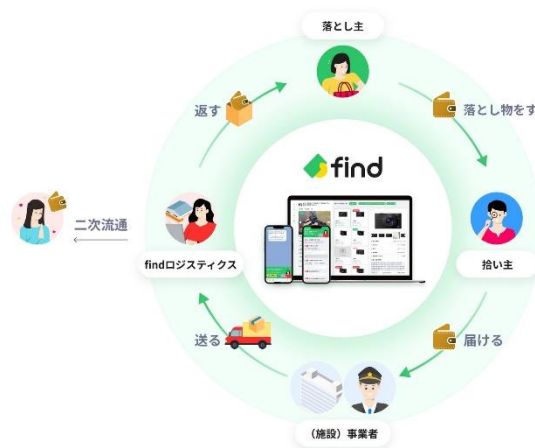 落とし主
返す
落とし物をす
find
二次流通
findロジスティクス
拾い主
送る
届ける
（施設）事業者